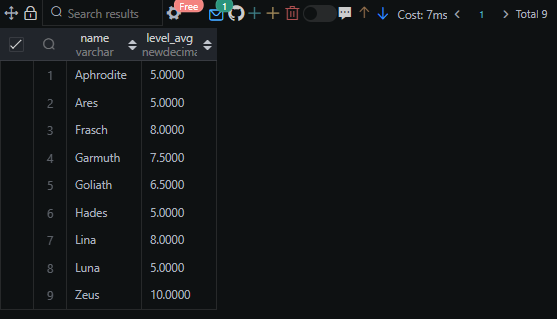 Search results Free 1 Cost: 7ms 1 Total 9
name level_avg
varchar newdecima
1 Aphrodite 5.0000
2 Ares 5.0000
3 Frasch 8.0000
4 Garmuth 7.5000
5 Goliath 6.5000
6 Hades 5.0000
7 Lina 8.0000
8 Luna 5.0000
9 Zeus 10.0000